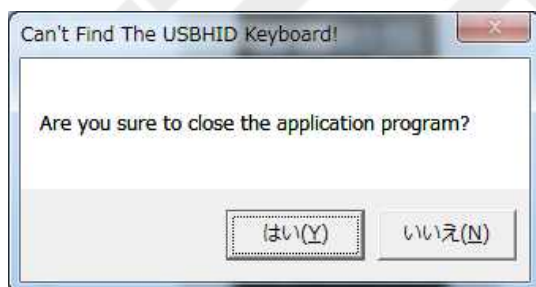 Can't Find The USBHID Keyboard!
Are you sure to close the application program?
はい(Y)
いいえ(N)